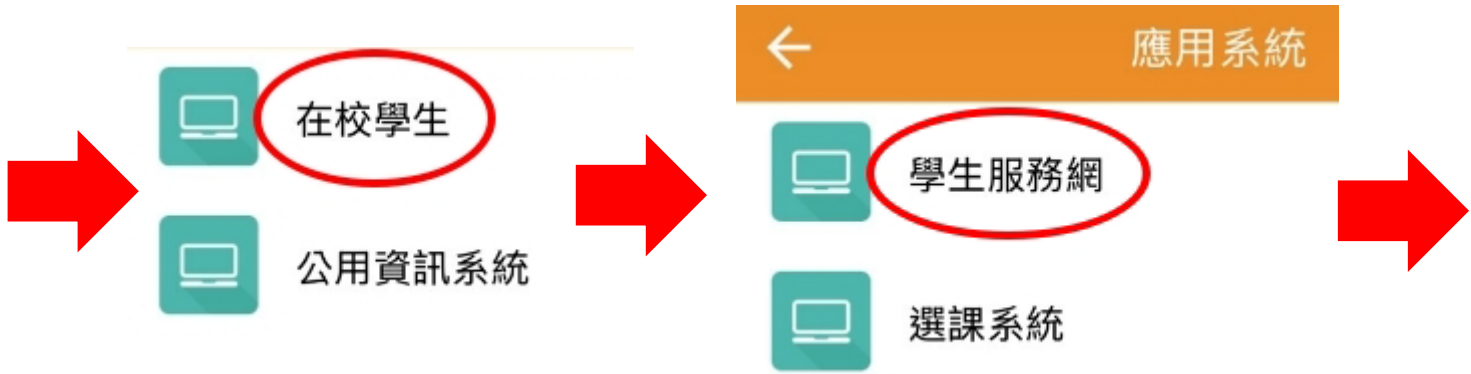 在校學生
公用資訊系統
應用系統
學生服務網
選課系統